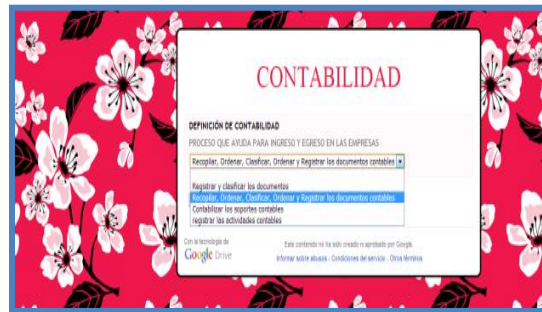 CONTABILIDAD
DEFINICIÓN DE CONTABILIDAD
PROCESO QUE AYUDA PARA INGRESO Y EGRESO EN LAS EMPRESAS
Recopilar, Ordenar, Clasificar, Ordenar y Registrar los documentos contables
Registrar y clasificar los documentos
Recopilar, Ordenar, Clasificar, Ordenar y Registrar los documentos contables
Contabilizar los soportes contables
registrar las actividades contables
Con la tecnología de
Google Drive
Este contenido no ha sido creado ni aprobado por Google.
Informar sobre abusos - Condiciones del servicio - Otros términos